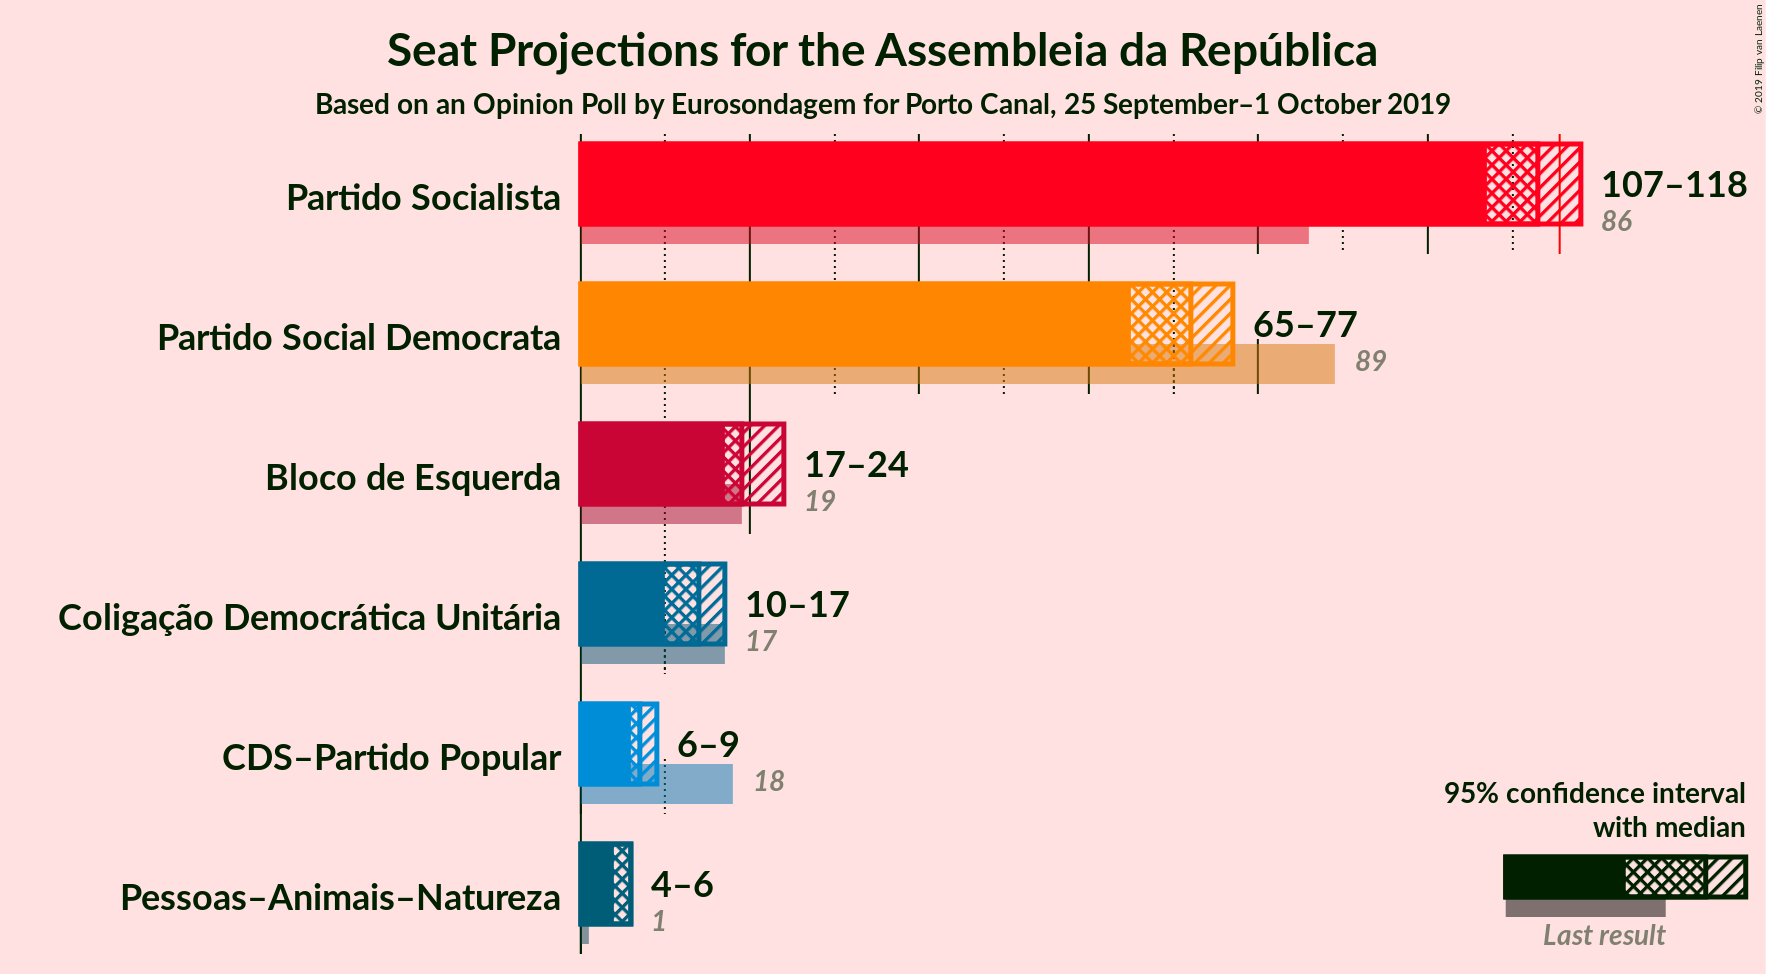 Seat Projections for the Assembleia da República
Based on an Opinion Poll by Eurosondagem for Porto Canal, 25 September–1 October 2019
© 2019 Filip van Laenen
Partido Socialista
107–118
86
Partido Social Democrata
65–77
89
Bloco de Esquerda
17–24
19
Coligação Democrática Unitária
10–17
17
CDS–Partido Popular
6–9
18
Pessoas–Animais–Natureza
4–6
1
95% confidence interval
with median
Last result